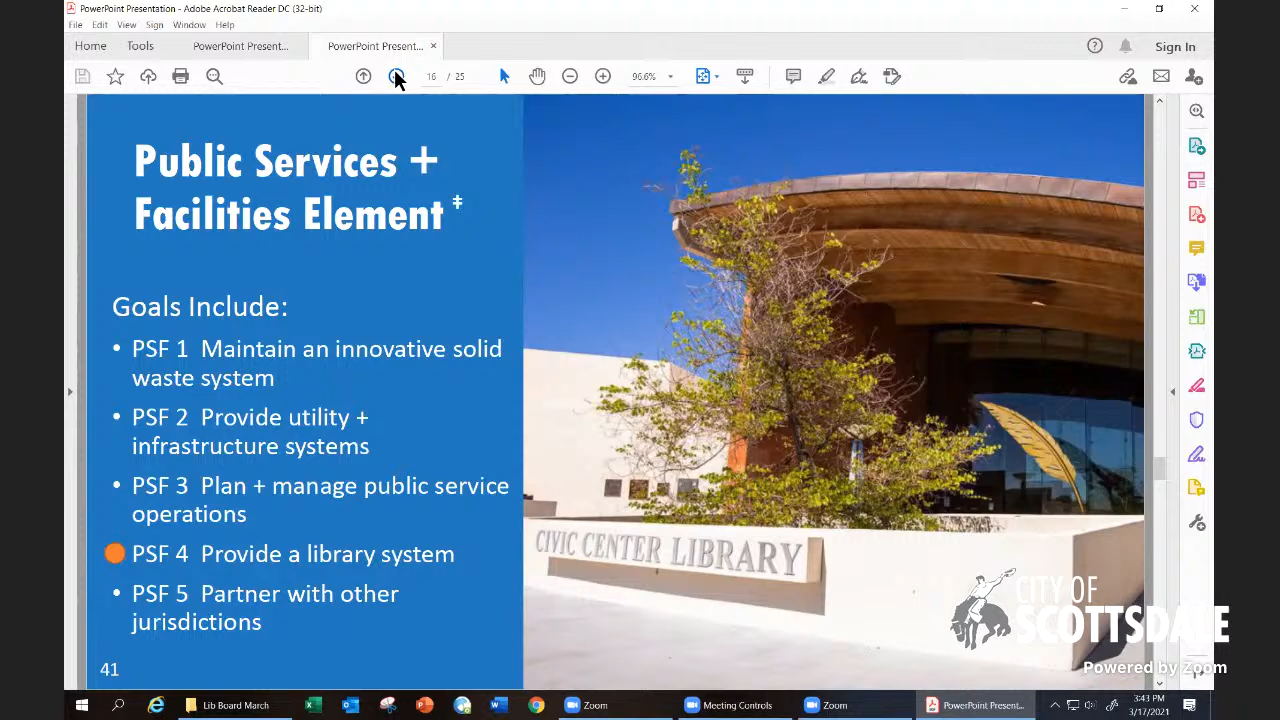 PowerPoint Presentation - Adobe Acrobat Reader DC (32-bit)
File Edit View Sign Window Help
Home Tools PowerPoint Present... PowerPoint Present... ×
Sign In
16 / 25
96.6%
Public Services +
Facilities Element ‡
Goals Include:
• PSF 1 Maintain an innovative solid
waste system
• PSF 2 Provide utility +
infrastructure systems
• PSF 3 Plan + manage public service
operations
PSF 4 Provide a library system
• PSF 5 Partner with other
jurisdictions
41
CIVIC CENTER LIBRARY
CITY OF
SCOTTSDALE
Powered by Zoom
Lib Board March
Zoom
Meeting Controls
Zoom
PowerPoint Present...
3:43 PM
3/17/2021